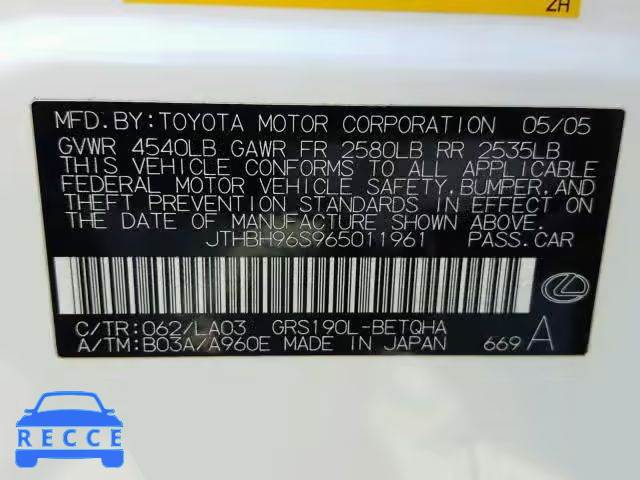 ZH
MFD.BY:TOYOTA MOTOR CORPORATION 05/05
GVWR 4540LB GAWR FR 2580LB RR 2535LB
THIS VEHICLE CONFORMS TO ALL APPLICABLE
FEDERAL MOTOR VEHICLE SAFETY,BUMPER,AND
THEFT PREVENTION STANDARDS IN EFFECT ON
THE DATE OF MANUFACTURE SHOWN ABOVE.
JTHBH96S965011961 PASS.CAR
C/TR:062/LA03 GRS190L-BETQHA
A/TM:B03A/A960E MADE IN JAPAN 669 A
RECCE